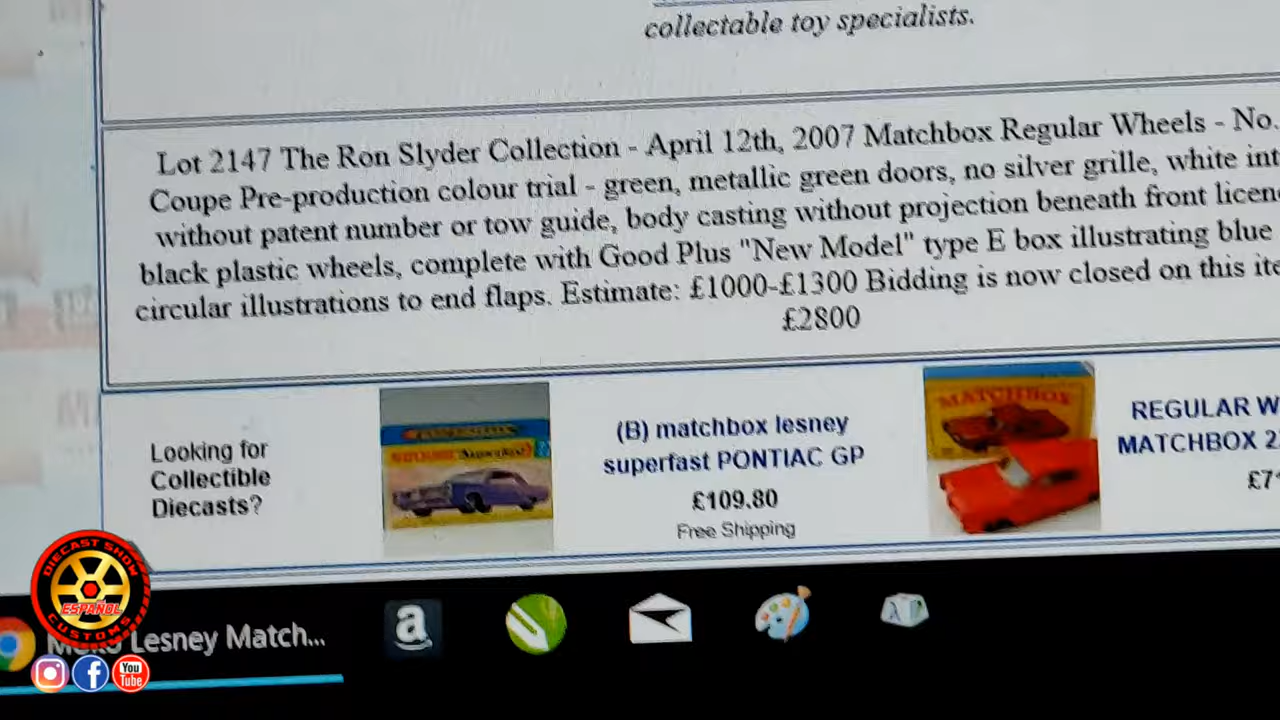 collectable toy specialists.
Lot 2147 The Ron Slyder Collection - April 12th, 2007 Matchbox Regular Wheels - No.
Coupe Pre-production colour trial - green, metallic green doors, no silver grille, white int
without patent number or tow guide, body casting without projection beneath front licen
black plastic wheels, complete with Good Plus "New Model" type E box illustrating blue
circular illustrations to end flaps. Estimate: £1000-£1300 Bidding is now closed on this ite
£2800
Looking for
Collectible
Diecasts?
(B) matchbox lesney
superfast PONTIAC GP
£109.80
Free Shipping
MATCHBOX
REGULAR W
MATCHBOX 2
£7
DIECAST SHOW
ESPAÑOL
CUSTOMS
Lesney Match...
a
You
Tube